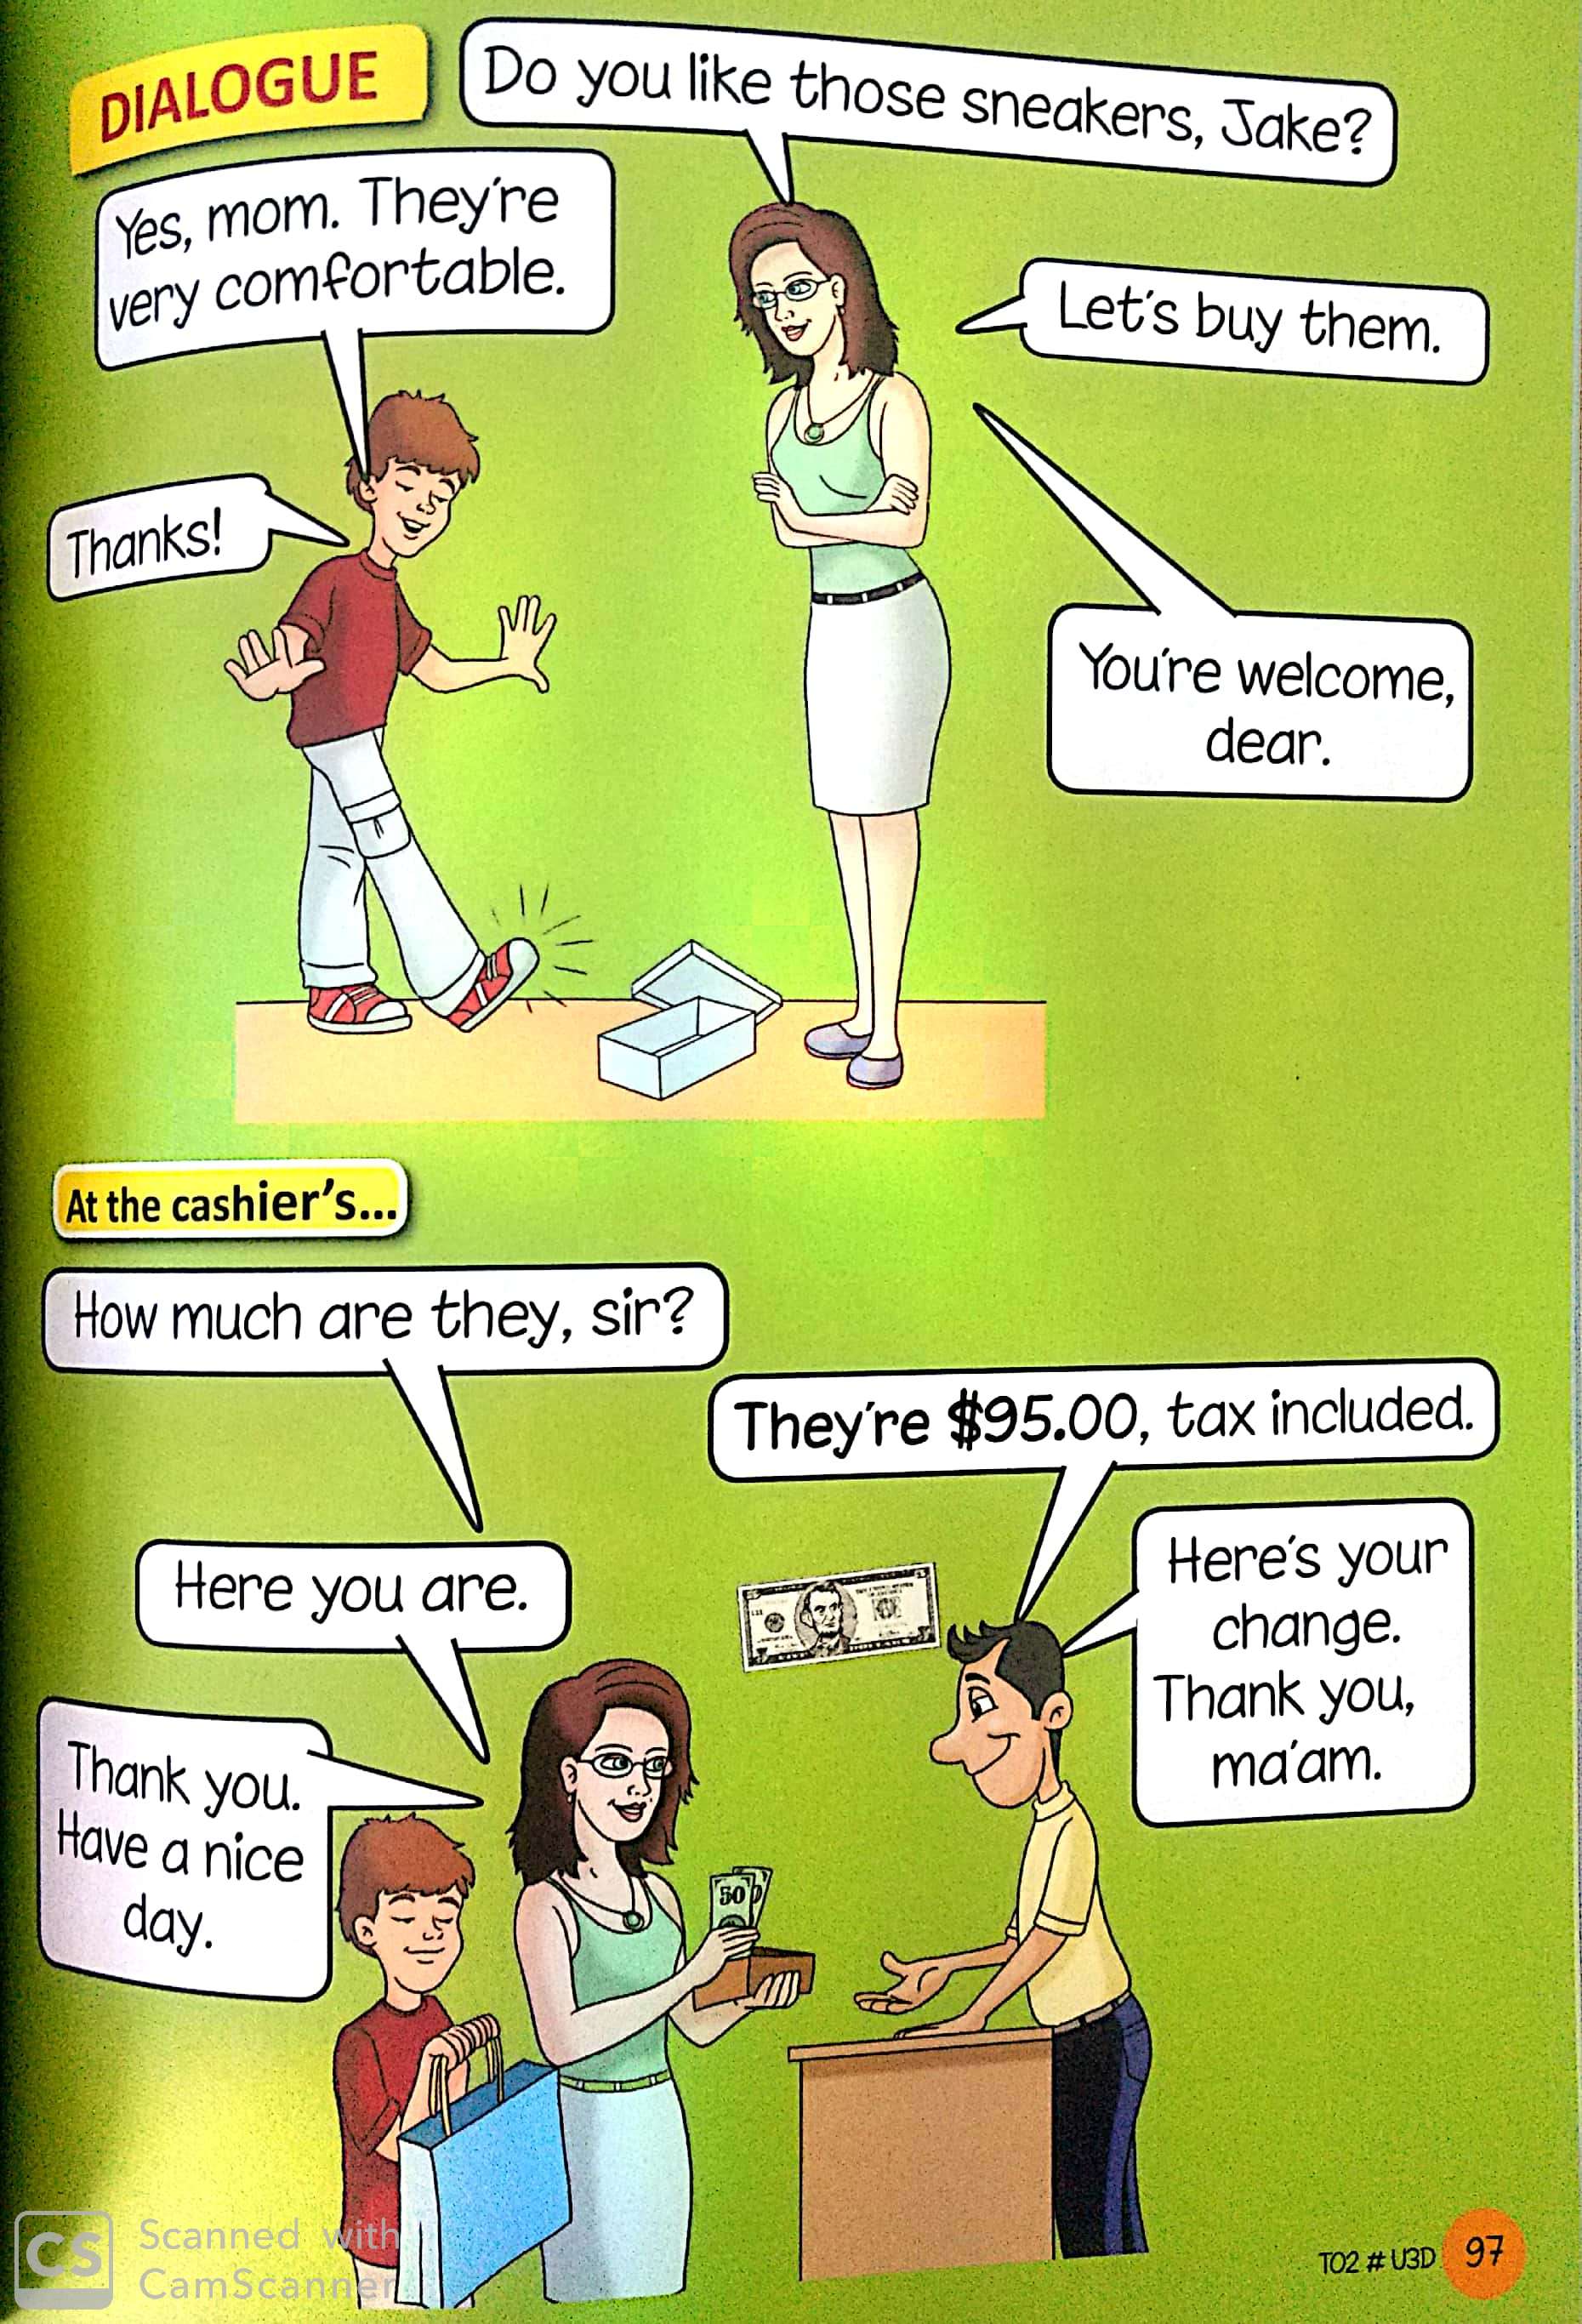 DIALOGUE
Do you like those sneakers, Jake?
Yes, mom. They're
very comfortable.
Let's buy them.
Thanks!
You're welcome,
dear.
At the cashier's...
How much are they, sir?
They're $95.00, tax included.
Here you are.
Here's your
change.
Thank you,
ma'am.
Thank you.
Have a nice
day.
50
TO2 # U3D 97
CS Scanned with
CamScanner